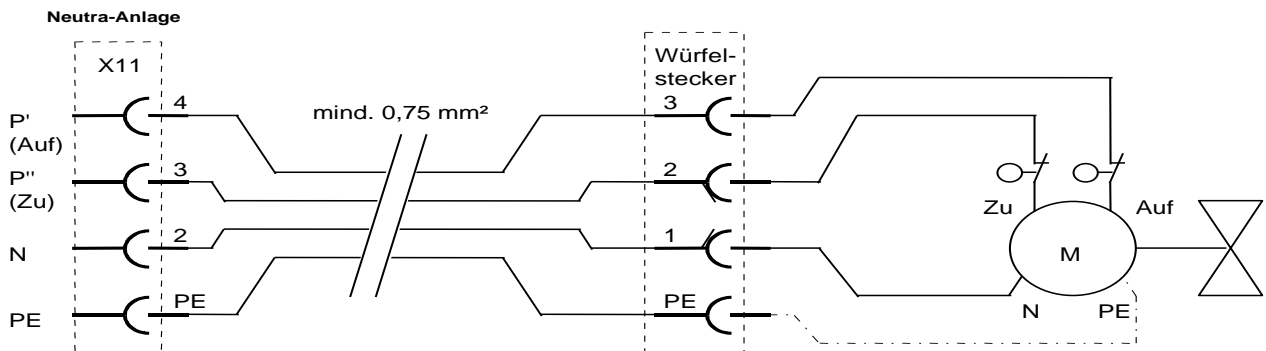 Neutra-Anlage
X11
Würfel-
stecker
mind. 0,75 mm²
P'
(Auf)
4
3
P''
(Zu)
3
2
N
2
1
PE
PE
PE
Zu
Auf
M
N
PE